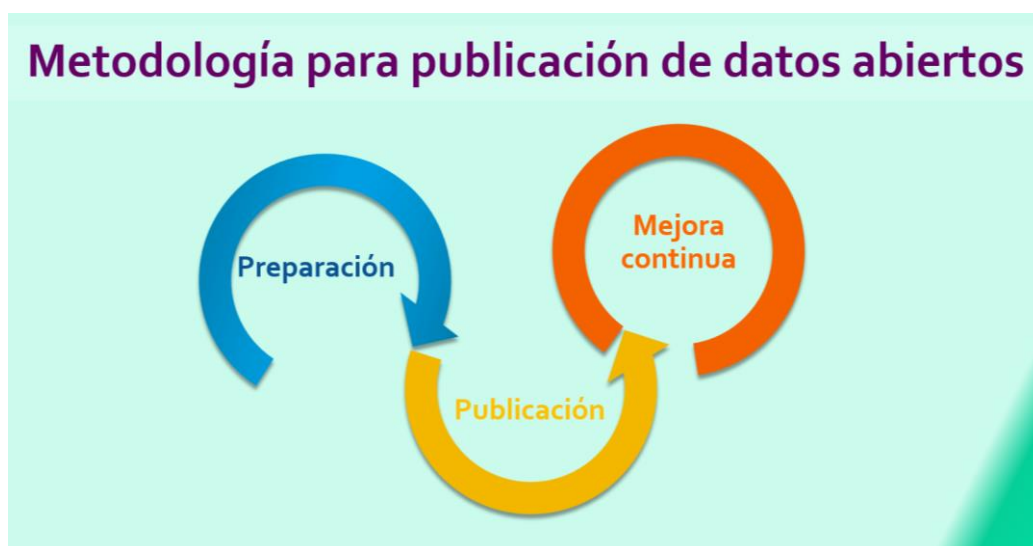 Metodología para publicación de datos abiertos
Preparación
Publicación
Mejora
continua